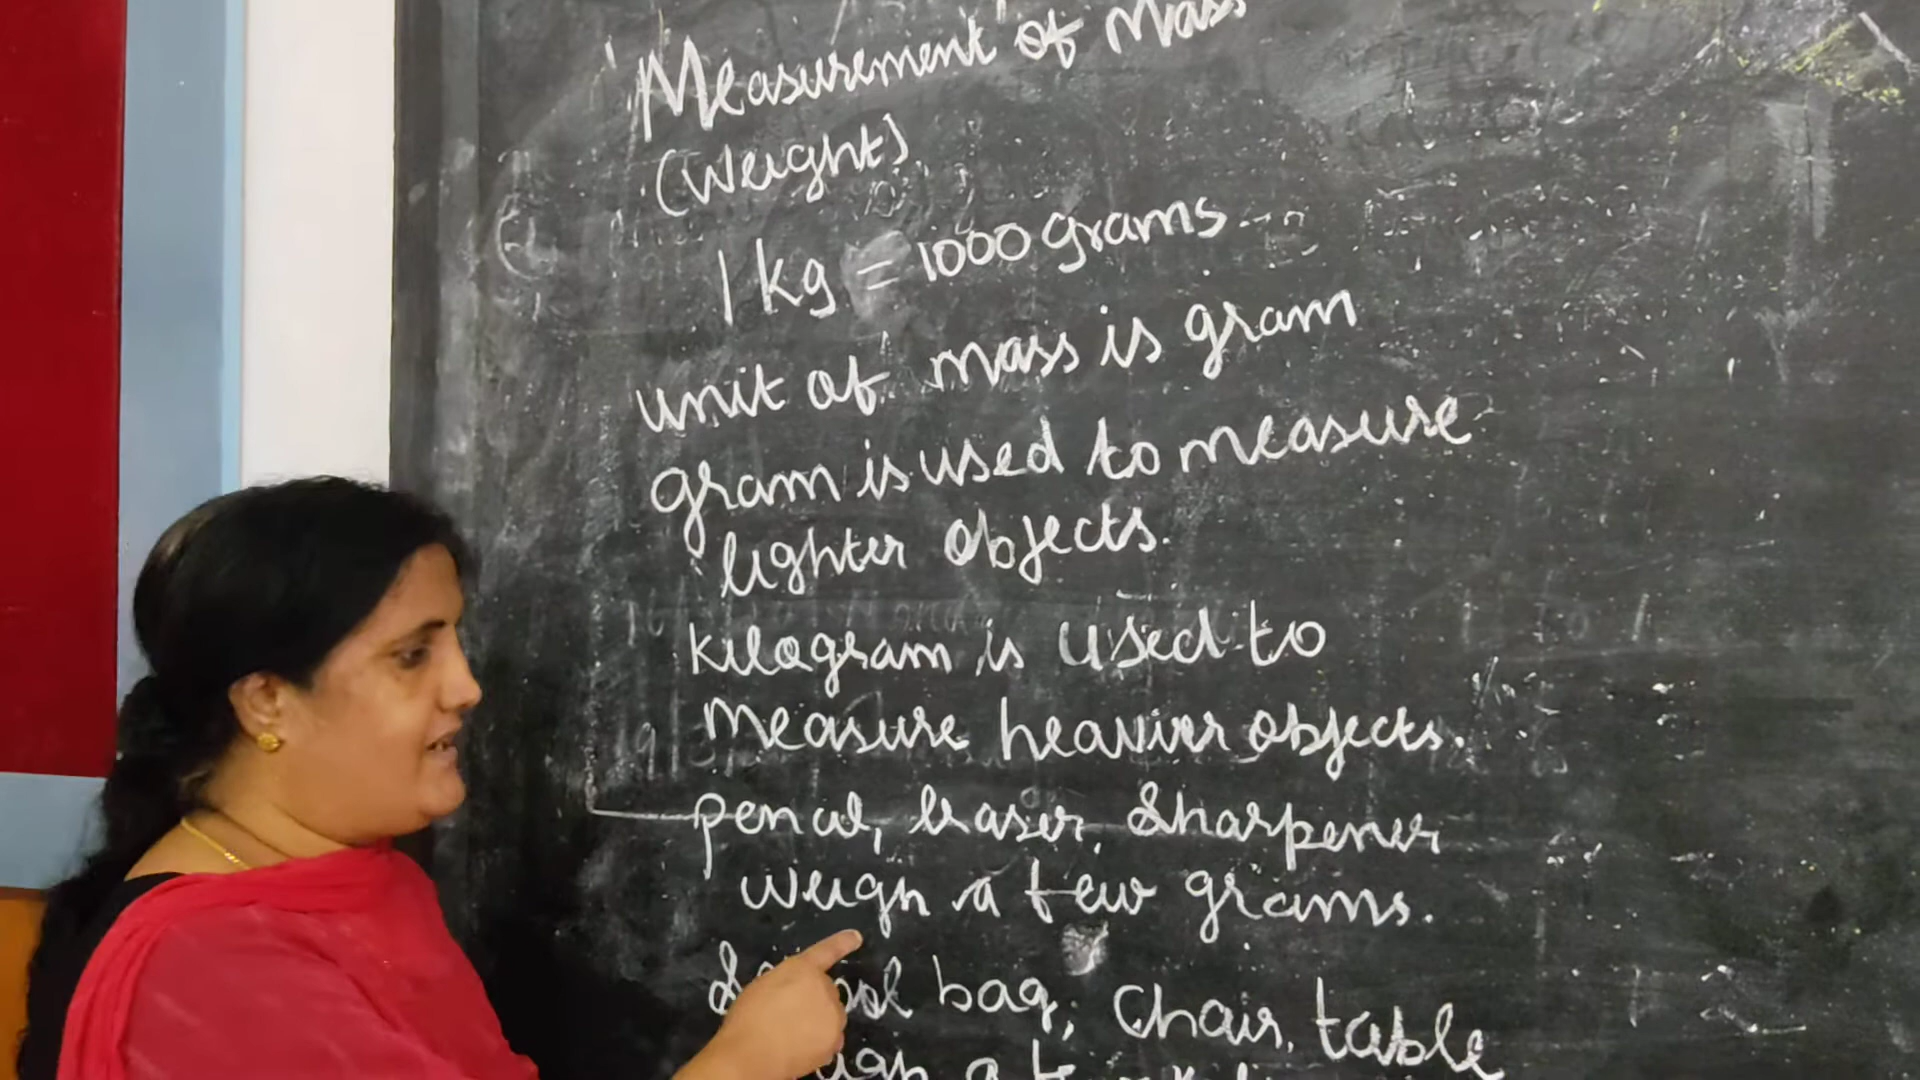 Measurement of Mass
(Weight)
1 kg = 1000 grams
unit of mass is gram
gram is used to measure
lighter objects.
kilogram is used to
measure heavier objects.
pencil, eraser, sharpener
weigh a few grams.
School bag, chair, table
a